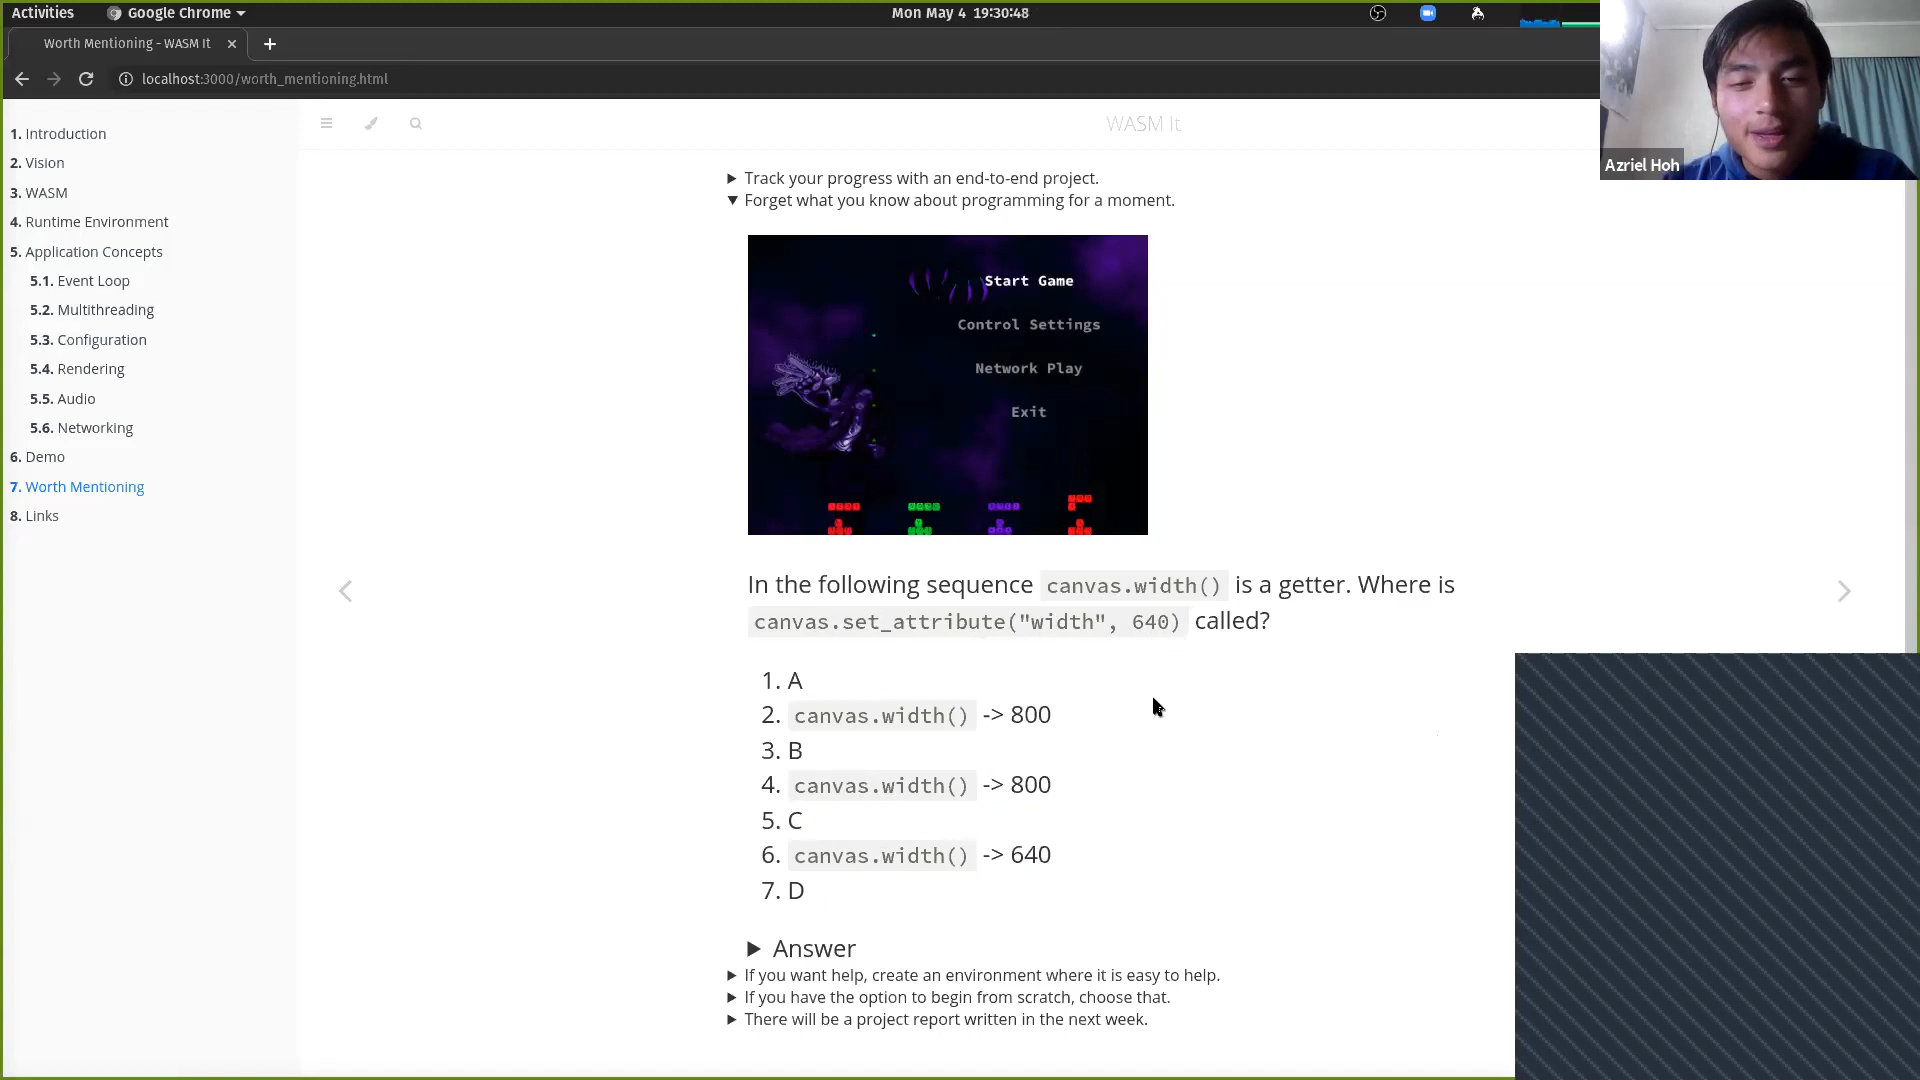 Activities
Google Chrome
Mon May 4 19:30:48
Worth Mentioning - WASM It
localhost:3000/worth_mentioning.html
Azriel Hoh
WASM It
1. Introduction
2. Vision
3. WASM
4. Runtime Environment
5. Application Concepts
5.1. Event Loop
5.2. Multithreading
5.3. Configuration
5.4. Rendering
5.5. Audio
5.6. Networking
6. Demo
7. Worth Mentioning
8. Links
Track your progress with an end-to-end project.
Forget what you know about programming for a moment.
Start Game
Control Settings
Network Play
Exit
In the following sequence canvas.width() is a getter. Where is
canvas.set_attribute("width", 640) called?
1. A
2. canvas.width() -> 800
3. B
4. canvas.width() -> 800
5. C
6. canvas.width() -> 640
7. D
Answer
If you want help, create an environment where it is easy to help.
If you have the option to begin from scratch, choose that.
There will be a project report written in the next week.